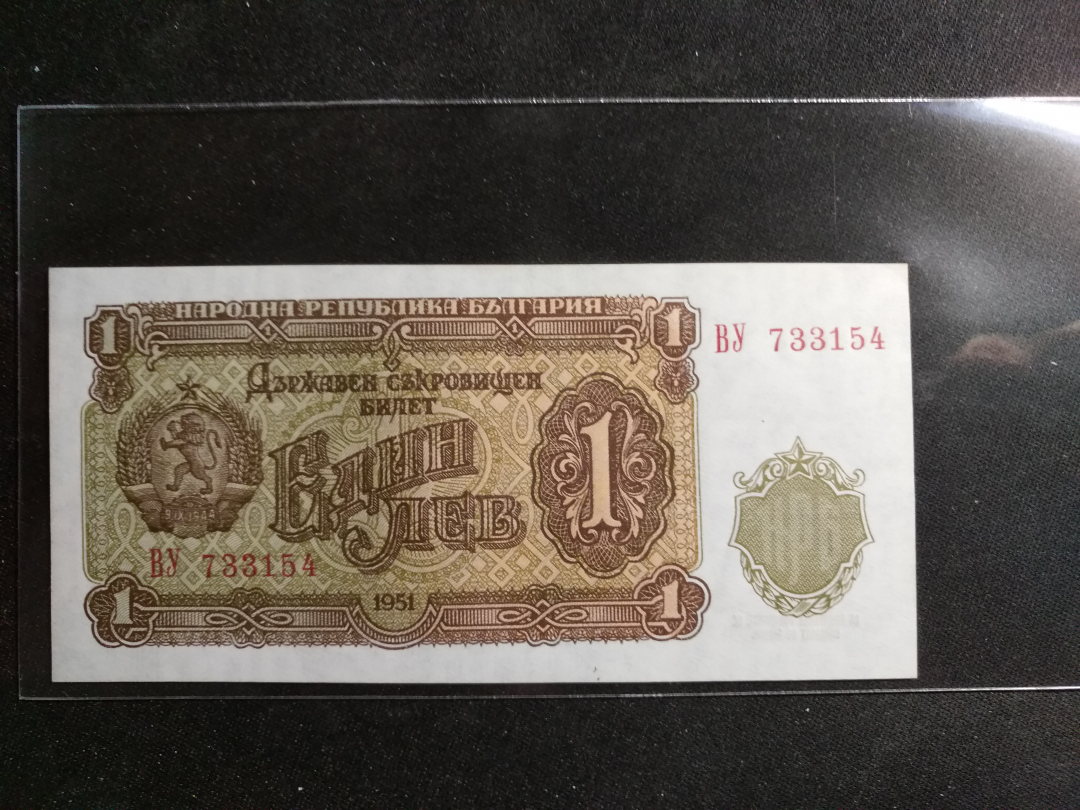 НАРОДНА РЕПУБЛИКА БЪЛГАРИЯ
1
1
ВУ 733154
ДЪРЖАВЕН СЪКРОВИЩЕН
БИЛЕТ
ЕДИН
ЛЕВ
1
ВУ 733154
1951
1
1